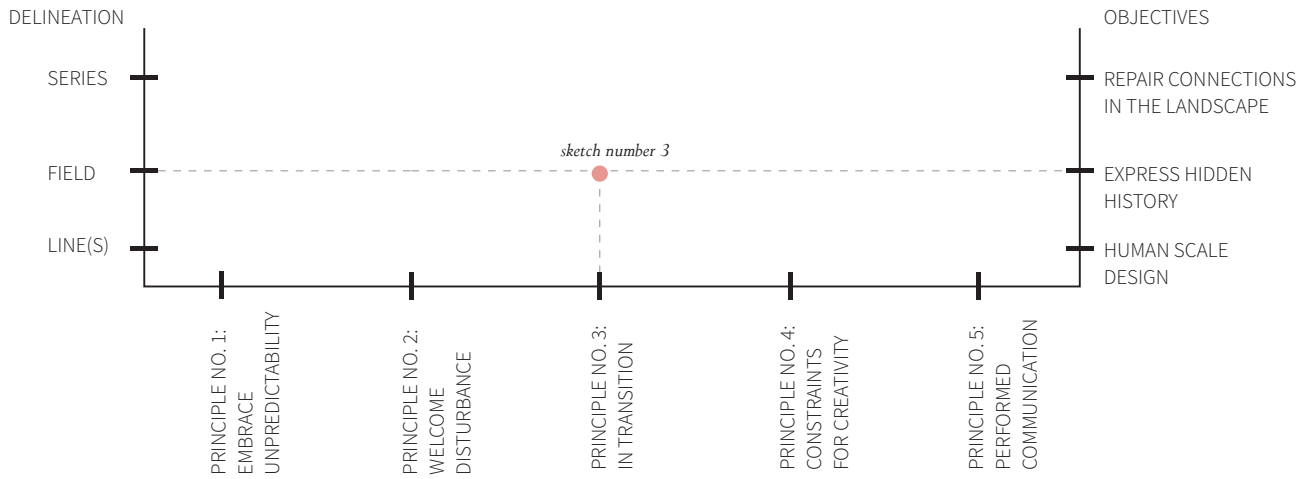 DELINEATION
OBJECTIVES
SERIES
REPAIR CONNECTIONS
IN THE LANDSCAPE
sketch number 3
FIELD
EXPRESS HIDDEN
HISTORY
LINE(S)
HUMAN SCALE
DESIGN
PRINCIPLE NO. 1:
EMBRACE
UNPREDICTABILITY
PRINCIPLE NO. 2:
WELCOME
DISTURBANCE
PRINCIPLE NO. 3:
IN TRANSITION
PRINCIPLE NO. 4:
CONSTRAINTS
FOR CREATIVITY
PRINCIPLE NO. 5:
PERFORMED
COMMUNICATION